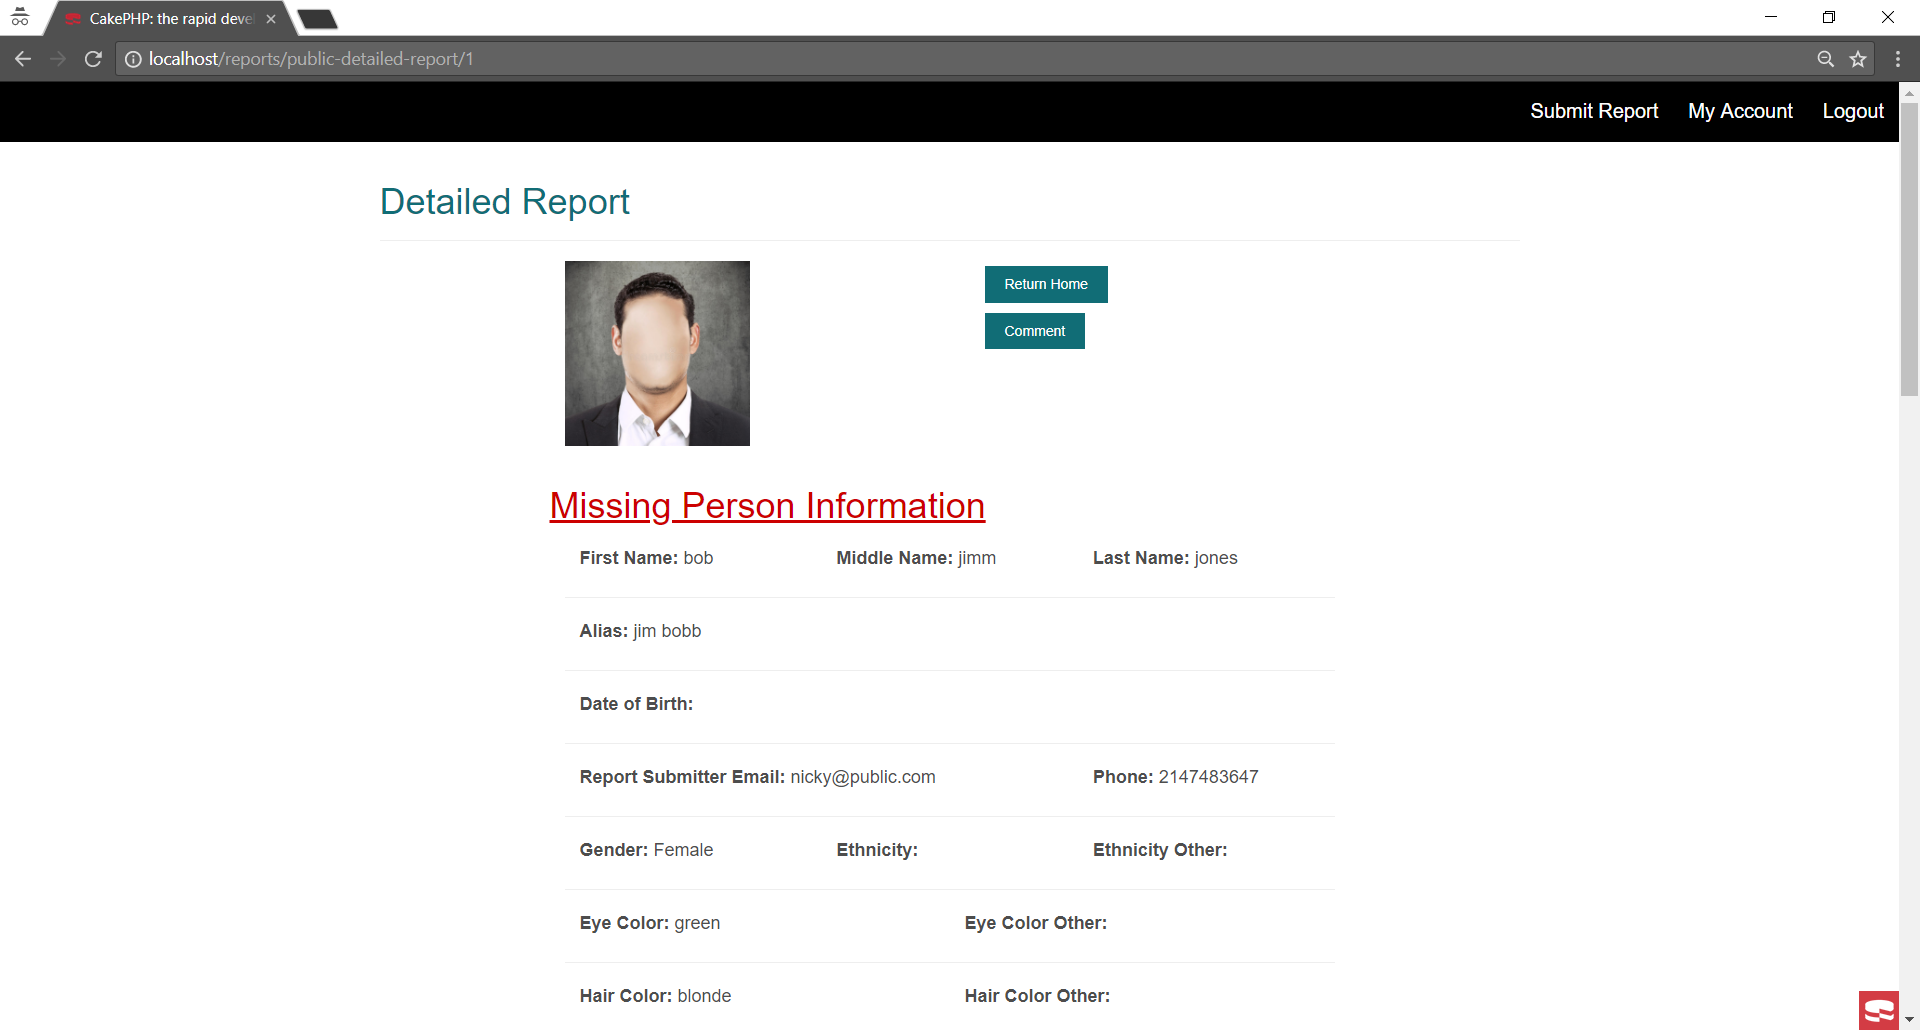 CakePHP: the rapid deve
localhost/reports/public-detailed-report/1
Submit Report My Account Logout
Detailed Report
Return Home
Comment
Missing Person Information
First Name: bob Middle Name: jimm Last Name: jones
Alias: jim bobb
Date of Birth:
Report Submitter Email: nicky@public.com Phone: 2147483647
Gender: Female Ethnicity: Ethnicity Other:
Eye Color: green Eye Color Other:
Hair Color: blonde Hair Color Other: